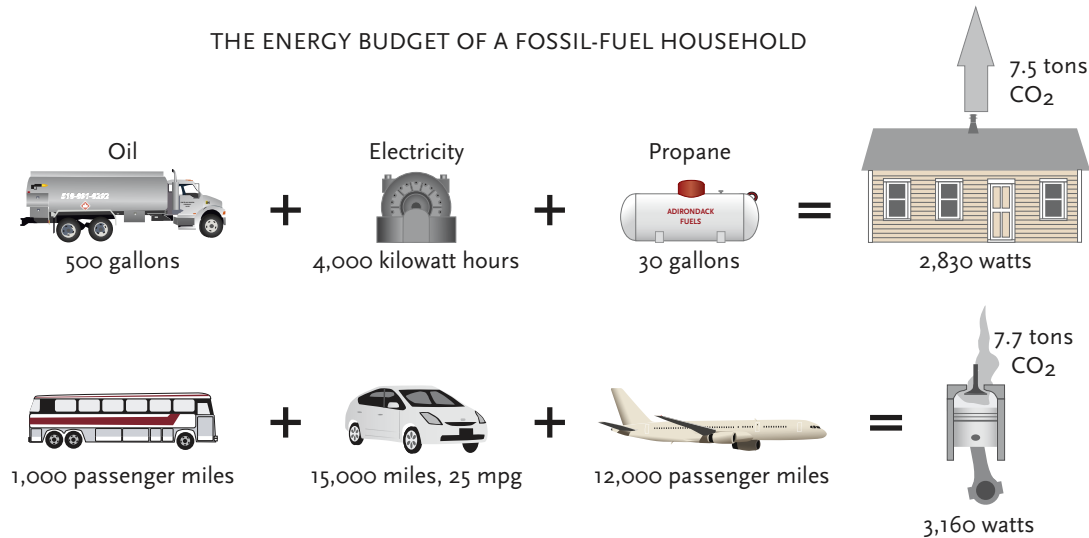 THE ENERGY BUDGET OF A FOSSIL-FUEL HOUSEHOLD
7.5 tons
CO2
Oil
Electricity
Propane
ADIRONDACK
FUELS
500 gallons
4,000 kilowatt hours
30 gallons
2,830 watts
+
+
=
7.7 tons
CO2
+
+
=
1,000 passenger miles
15,000 miles, 25 mpg
12,000 passenger miles
3,160 watts